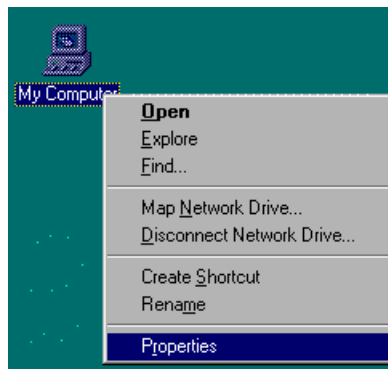 My Computer
Open
Explore
Find...
Map Network Drive...
Disconnect Network Drive...
Create Shortcut
Rename
Properties